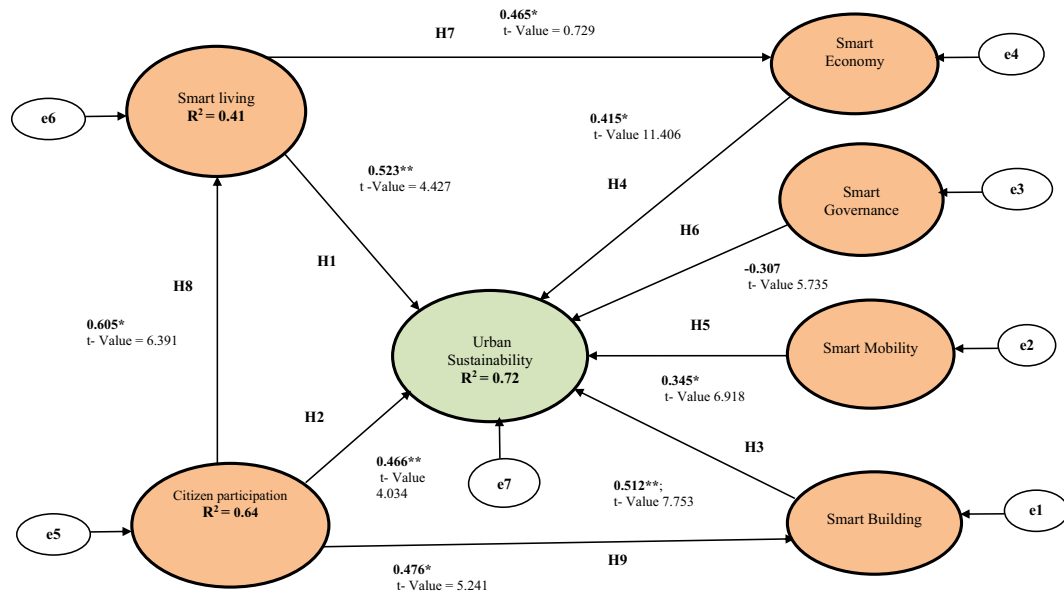 0.465*
t- Value = 0.729
H7
Smart
Economy
e4
Smart living
R² = 0.41
e6
0.415*
t- Value 11.406
0.523**
t -Value = 4.427
H4
Smart
Governance
e3
H6
H1
-0.307
t- Value 5.735
H8
0.605*
t- Value = 6.391
H5
Urban
Sustainability
R² = 0.72
Smart Mobility
e2
0.345*
t- Value 6.918
H2
H3
0.466**
t- Value
4.034
e7
0.512**;
t- Value 7.753
Citizen participation
R² = 0.64
e5
Smart Building
e1
H9
0.476*
t- Value = 5.241